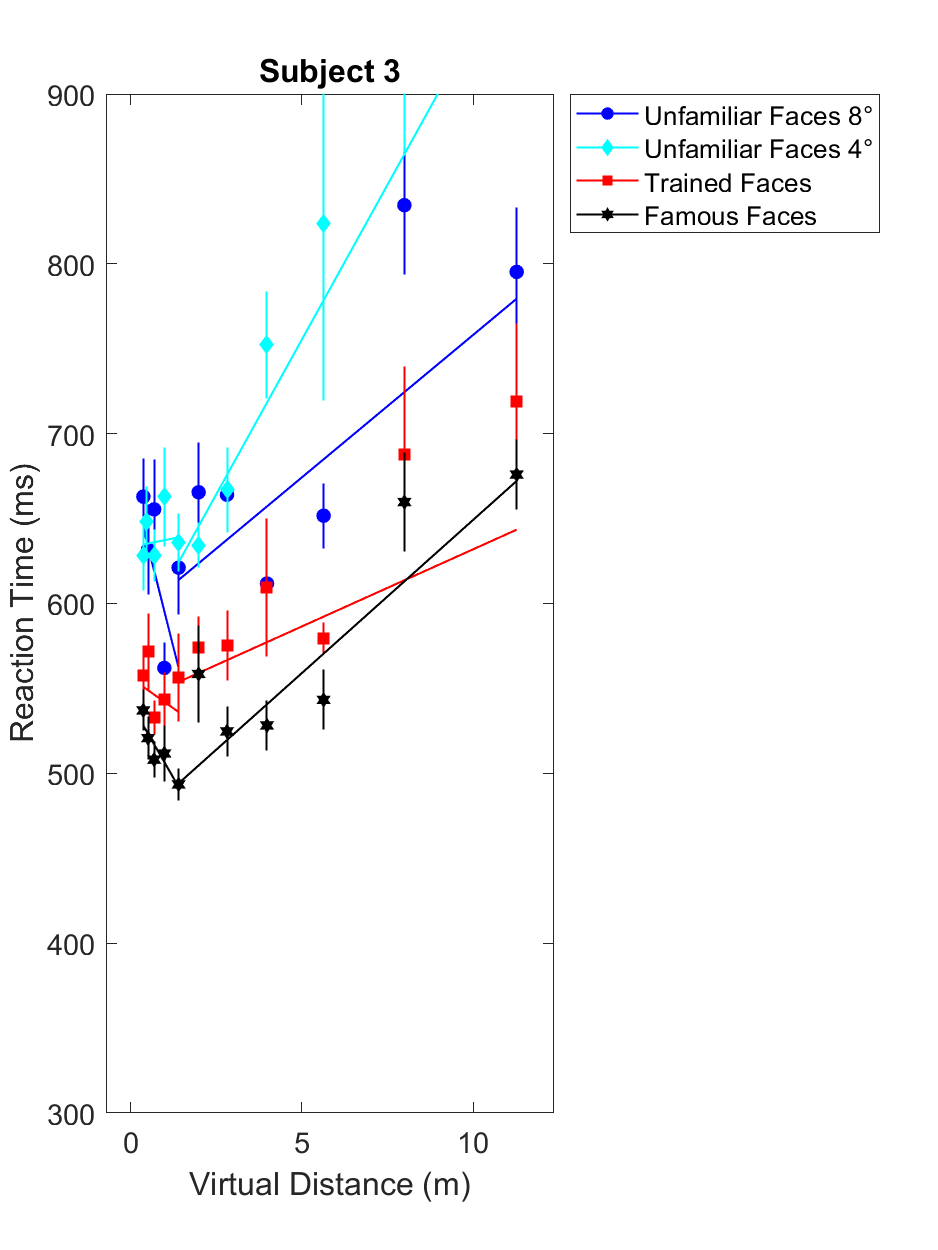 Subject 3
900
800
700
600
500
400
300
0
5
10
Reaction Time (ms)
Virtual Distance (m)
Unfamiliar Faces 8°
Unfamiliar Faces 4°
Trained Faces
Famous Faces